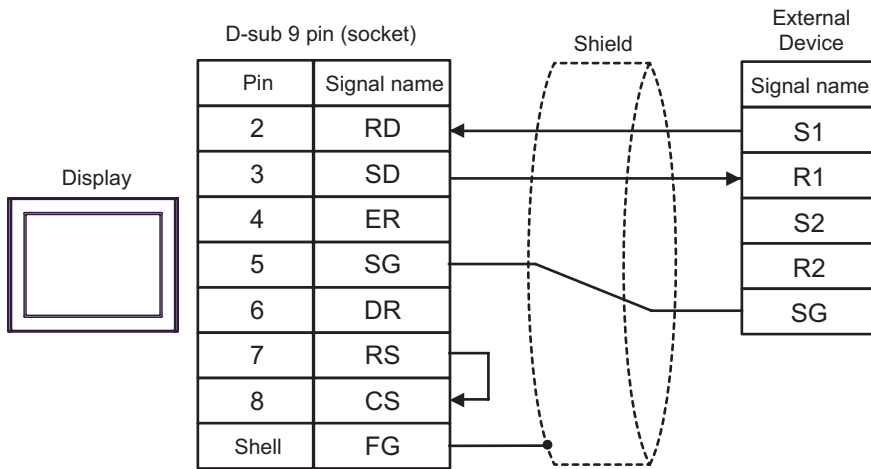 D-sub 9 pin (socket)
Shield
External
Device
Pin Signal name
Signal name
2 RD
S1
3 SD
R1
Display
4 ER
S2
5 SG
R2
6 DR
SG
7 RS
8 CS
Shell FG